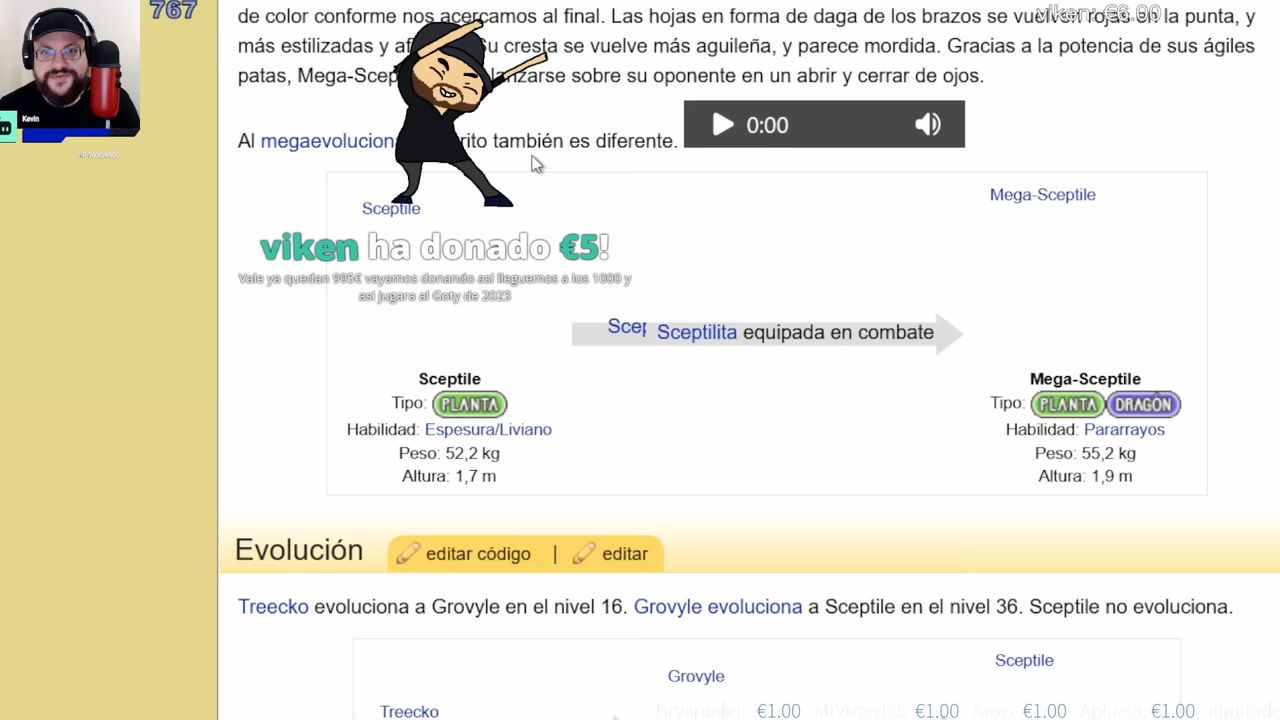 767
Kevin
viken: €6.00
de color conforme nos acercamos al final. Las hojas en forma de daga de los brazos se vuelven rojas en la punta, y
más estilizadas y af Su cresta se vuelve más aguileña, y parece mordida. Gracias a la potencia de sus ágiles
patas, Mega-Scep lanzarse sobre su oponente en un abrir y cerrar de ojos.
Al megaevolucion rito también es diferente.
0:00
Sceptile
Mega-Sceptile
viken ha donado €5!
Vale ya quedan 995€ vayamos donando asi lleguemos a los 1000 y
asi jugara al Goty de 2023
Scep Sceptilita equipada en combate
Sceptile
Tipo: PLANTA
Habilidad: Espesura/Liviano
Peso: 52,2 kg
Altura: 1,7 m
Mega-Sceptile
Tipo: PLANTA DRAGÓN
Habilidad: Pararrayos
Peso: 55,2 kg
Altura: 1,9 m
Evolución editar código | editar
Treecko evoluciona a Grovyle en el nivel 16. Grovyle evoluciona a Sceptile en el nivel 36. Sceptile no evoluciona.
Sceptile
Grovyle
Treecko
€1.00 €1.00 €1.00 €1.00